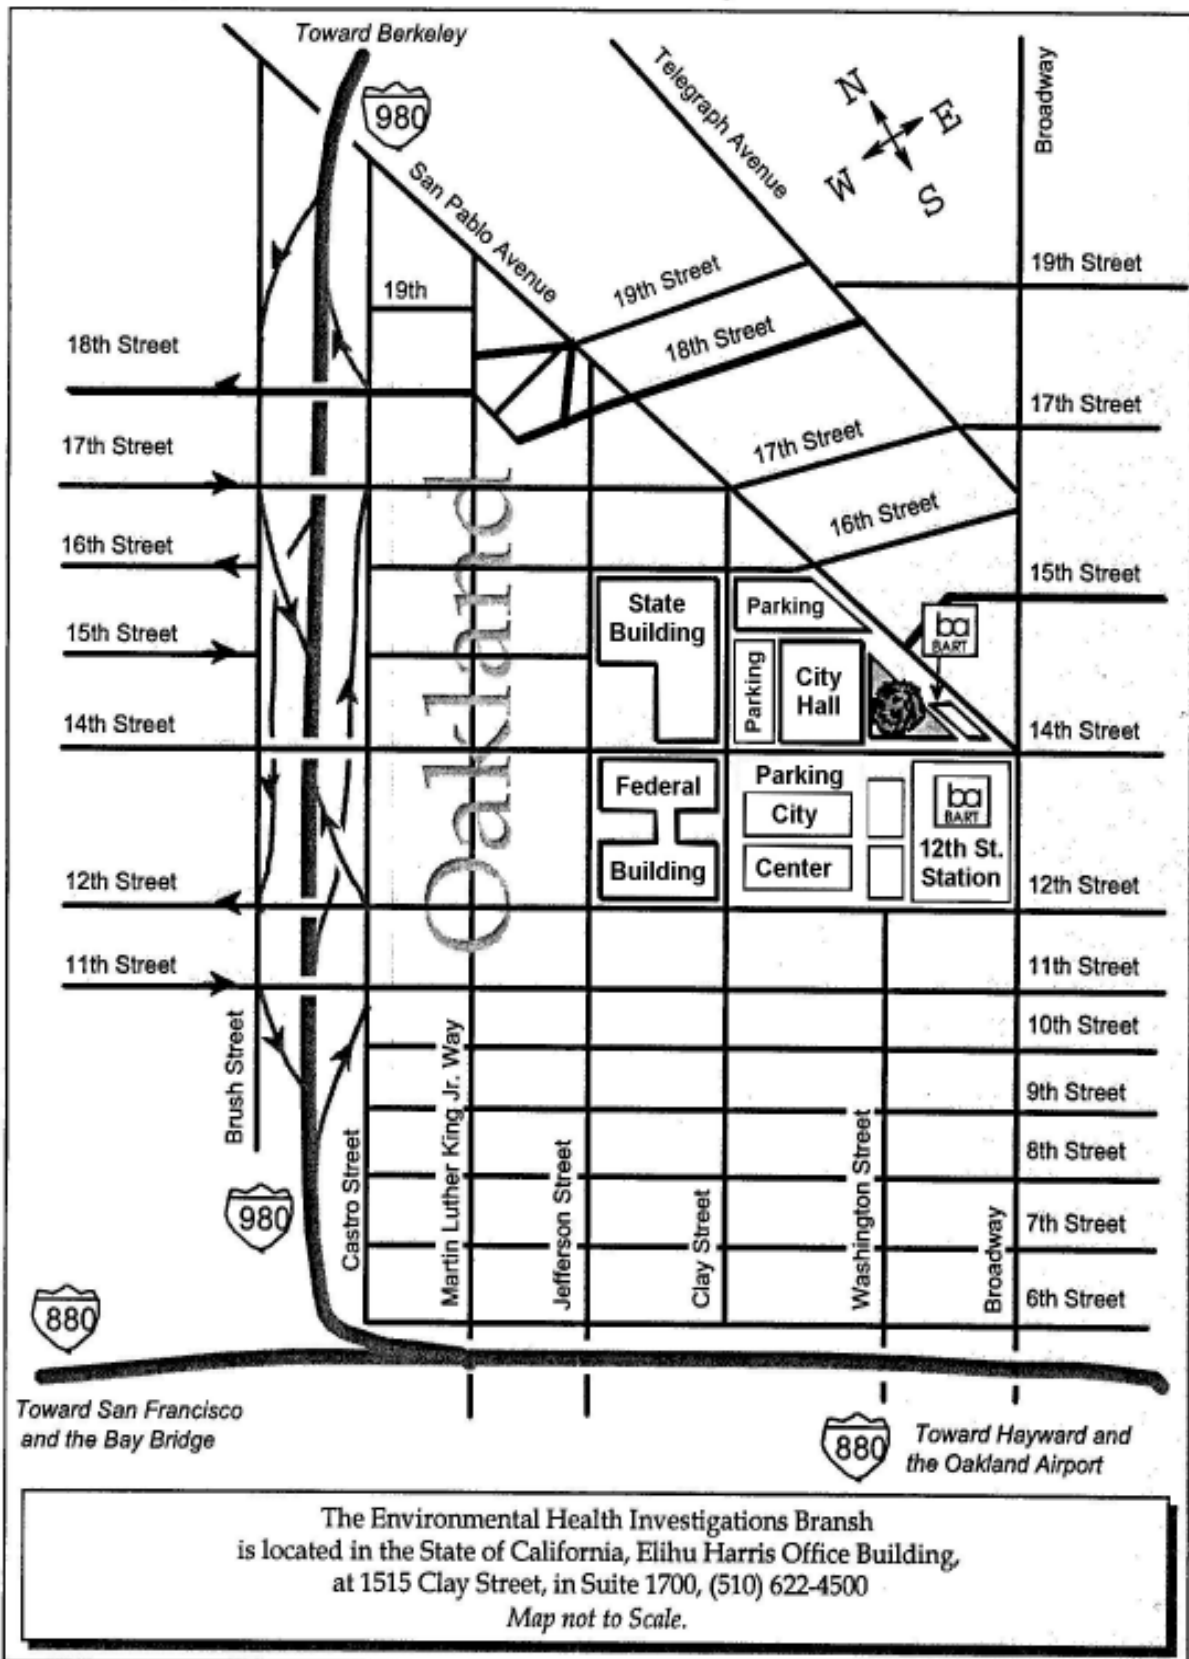 Toward Berkeley
980
San Pablo Avenue
Telegraph Avenue
N
E
W
S
Broadway
19th Street
19th
19th Street
18th Street
18th Street
17th Street
17th Street
17th Street
16th Street
16th Street
15th Street
15th Street
14th Street
14th Street
12th Street
12th Street
11th Street
11th Street
10th Street
9th Street
8th Street
7th Street
6th Street
Oakland
State
Building
Parking
Parking
City
Hall
ba
BART
Federal
Building
Parking
City
Center
ba
BART
12th St.
Station
Brush Street
Castro Street
Martin Luther King Jr. Way
Jefferson Street
Clay Street
Washington Street
Broadway
980
880
Toward San Francisco
and the Bay Bridge
880
Toward Hayward and
the Oakland Airport
The Environmental Health Investigations Bransh
is located in the State of California, Elihu Harris Office Building,
at 1515 Clay Street, in Suite 1700, (510) 622-4500
Map not to Scale.